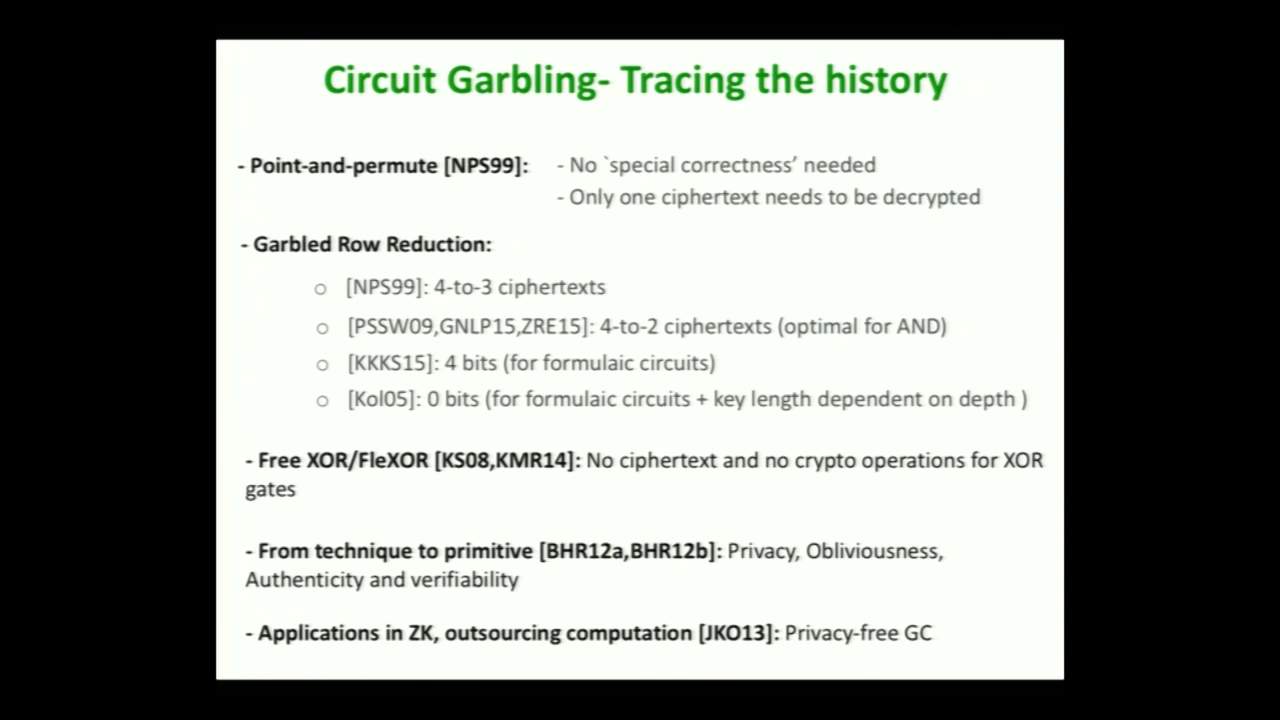 Circuit Garbling- Tracing the history
- Point-and-permute [NPS99]: - No `special correctness’ needed
- Only one ciphertext needs to be decrypted
- Garbled Row Reduction:
o [NPS99]: 4-to-3 ciphertexts
o [PSSW09,GNLP15,ZRE15]: 4-to-2 ciphertexts (optimal for AND)
o [KKKS15]: 4 bits (for formulaic circuits)
o [Kol05]: 0 bits (for formulaic circuits + key length dependent on depth )
- Free XOR/FleXOR [KS08,KMR14]: No ciphertext and no crypto operations for XOR
gates
- From technique to primitive [BHR12a,BHR12b]: Privacy, Obliviousness,
Authenticity and verifiability
- Applications in ZK, outsourcing computation [JKO13]: Privacy-free GC